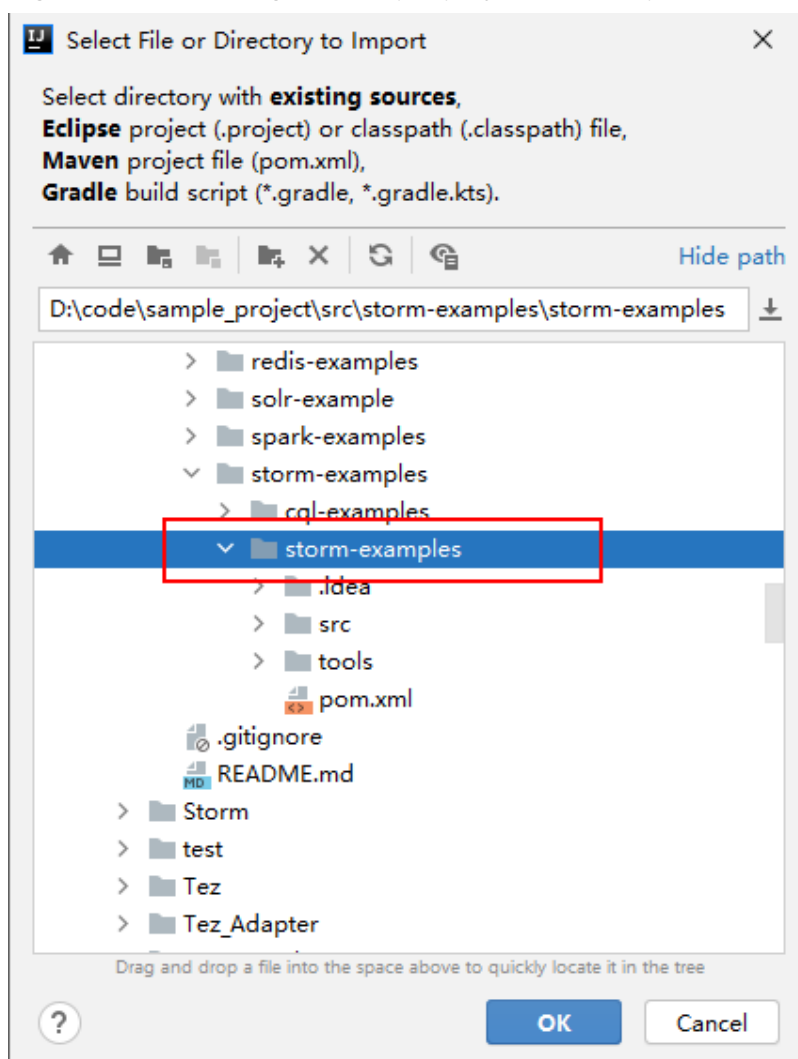 Select File or Directory to Import
Select directory with existing sources,
Eclipse project (.project) or classpath (.classpath) file,
Maven project file (pom.xml),
Gradle build script (*.gradle, *.gradle.kts).
Hide path
D:\code\sample_project\src\storm-examples\storm-examples
redis-examples
solr-example
spark-examples
storm-examples
cql-examples
storm-examples
.idea
src
tools
pom.xml
.gitignore
README.md
Storm
test
Tez
Tez_Adapter
Drag and drop a file into the space above to quickly locate it in the tree
? OK Cancel